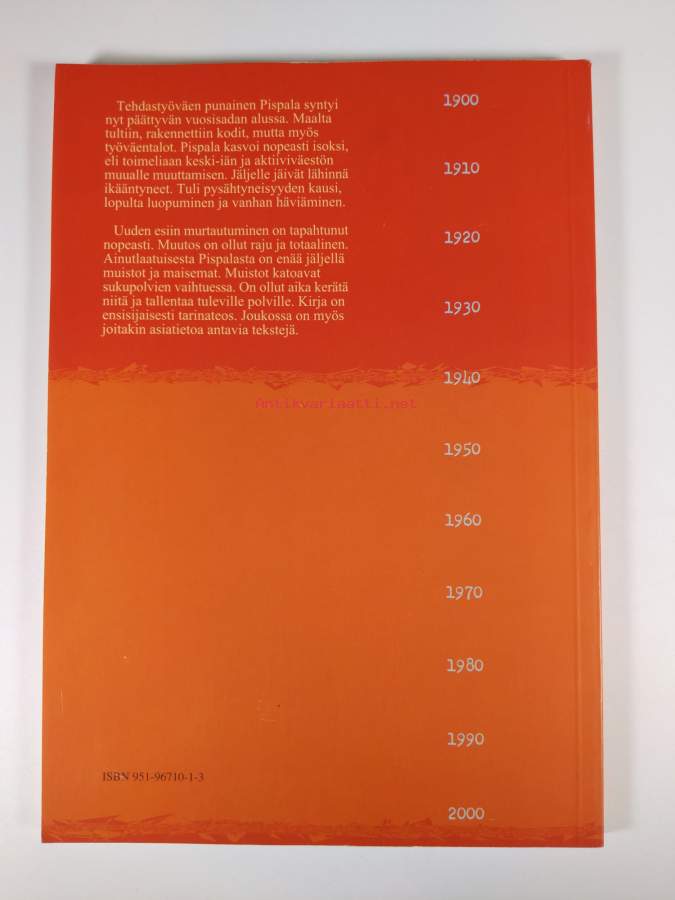 Tehdastyöväen punainen Pispala syntyi
nyt päättyvän vuosisadan alussa. Maalta
tultiin, rakennettiin kodit, mutta myös
työväentalot. Pispala kasvoi nopeasti isoksi,
eli toimeliaan keski-iän ja aktiiviväestön
muualle muuttamisen. Jäljelle jäivät lähinnä
ikääntyneet. Tuli pysähtyneisyyden kausi,
lopulta luopuminen ja vanhan häviäminen.
Uuden esiin murtautuminen on tapahtunut
nopeasti. Muutos on ollut raju ja totaalinen.
Ainutlaatuisesta Pispalasta on enää jäljellä
muistot ja maisemat. Muistot katoavat
sukupolvien vaihtuessa. On ollut aika kerätä
niitä ja tallentaa tuleville polville. Kirja on
ensisijaisesti tarinateos. Joukossa on myös
joitakin asiatietoa antavia tekstejä.
1900
1910
1920
1930
1940
Antikvariaatti.net
1950
1960
1970
1980
1990
2000
ISBN 951-96710-1-3